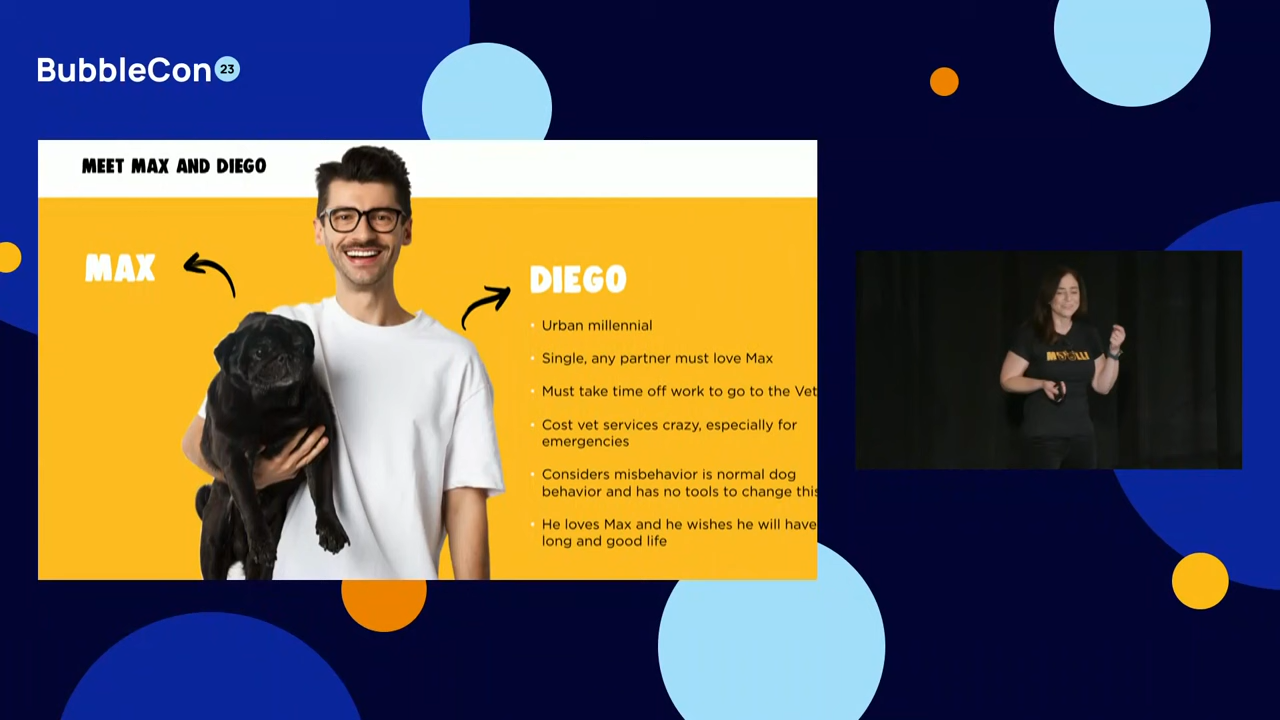 BubbleCon 23
MEET MAX AND DIEGO
MAX
DIEGO
Urban millennial
Single, any partner must love Max
Must take time off work to go to the Vet
Cost vet services crazy, especially for
emergencies
Considers misbehavior is normal dog
behavior and has no tools to change this
He loves Max and he wishes he will have
long and good life